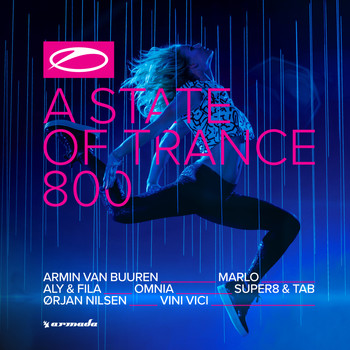 A STATE
OF TRANCE
800
ARMIN VAN BUUREN MARLO
ALY & FILA OMNIA SUPER8 & TAB
ØRJAN NILSEN VINI VICI
armada